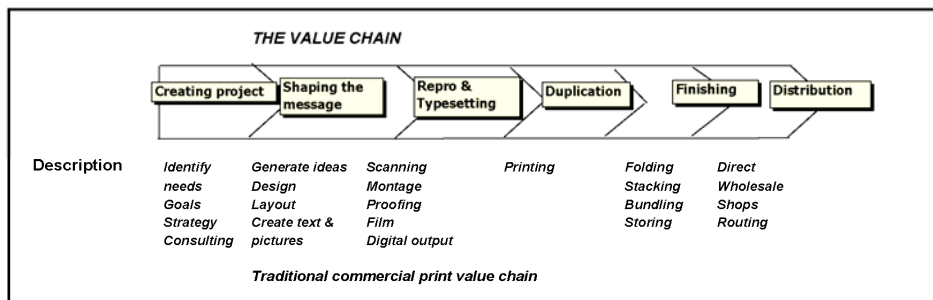 THE VALUE CHAIN
Creating project
Shaping the
message
Repro &
Typesetting
Duplication
Finishing
Distribution
Description
Identify
needs
Goals
Strategy
Consulting
Generate ideas
Design
Layout
Create text &
pictures
Scanning
Montage
Proofing
Film
Digital output
Printing
Folding
Stacking
Bundling
Storing
Direct
Wholesale
Shops
Routing
Traditional commercial print value chain